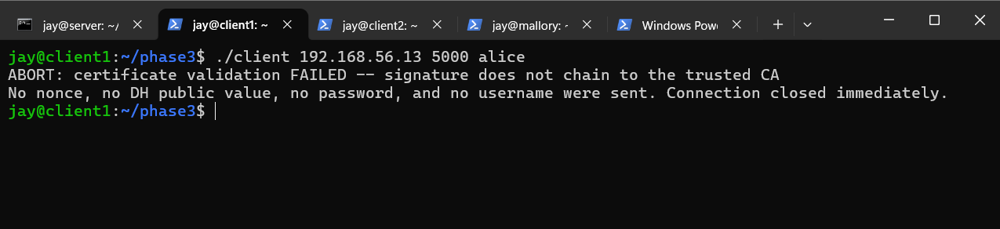 jay@server: ~/
jay@client1: ~
jay@client2: ~
jay@mallory: ~
Windows Pow
jay@client1:~/phase3$ ./client 192.168.56.13 5000 alice
ABORT: certificate validation FAILED -- signature does not chain to the trusted CA
No nonce, no DH public value, no password, and no username were sent. Connection closed immediately.
jay@client1:~/phase3$